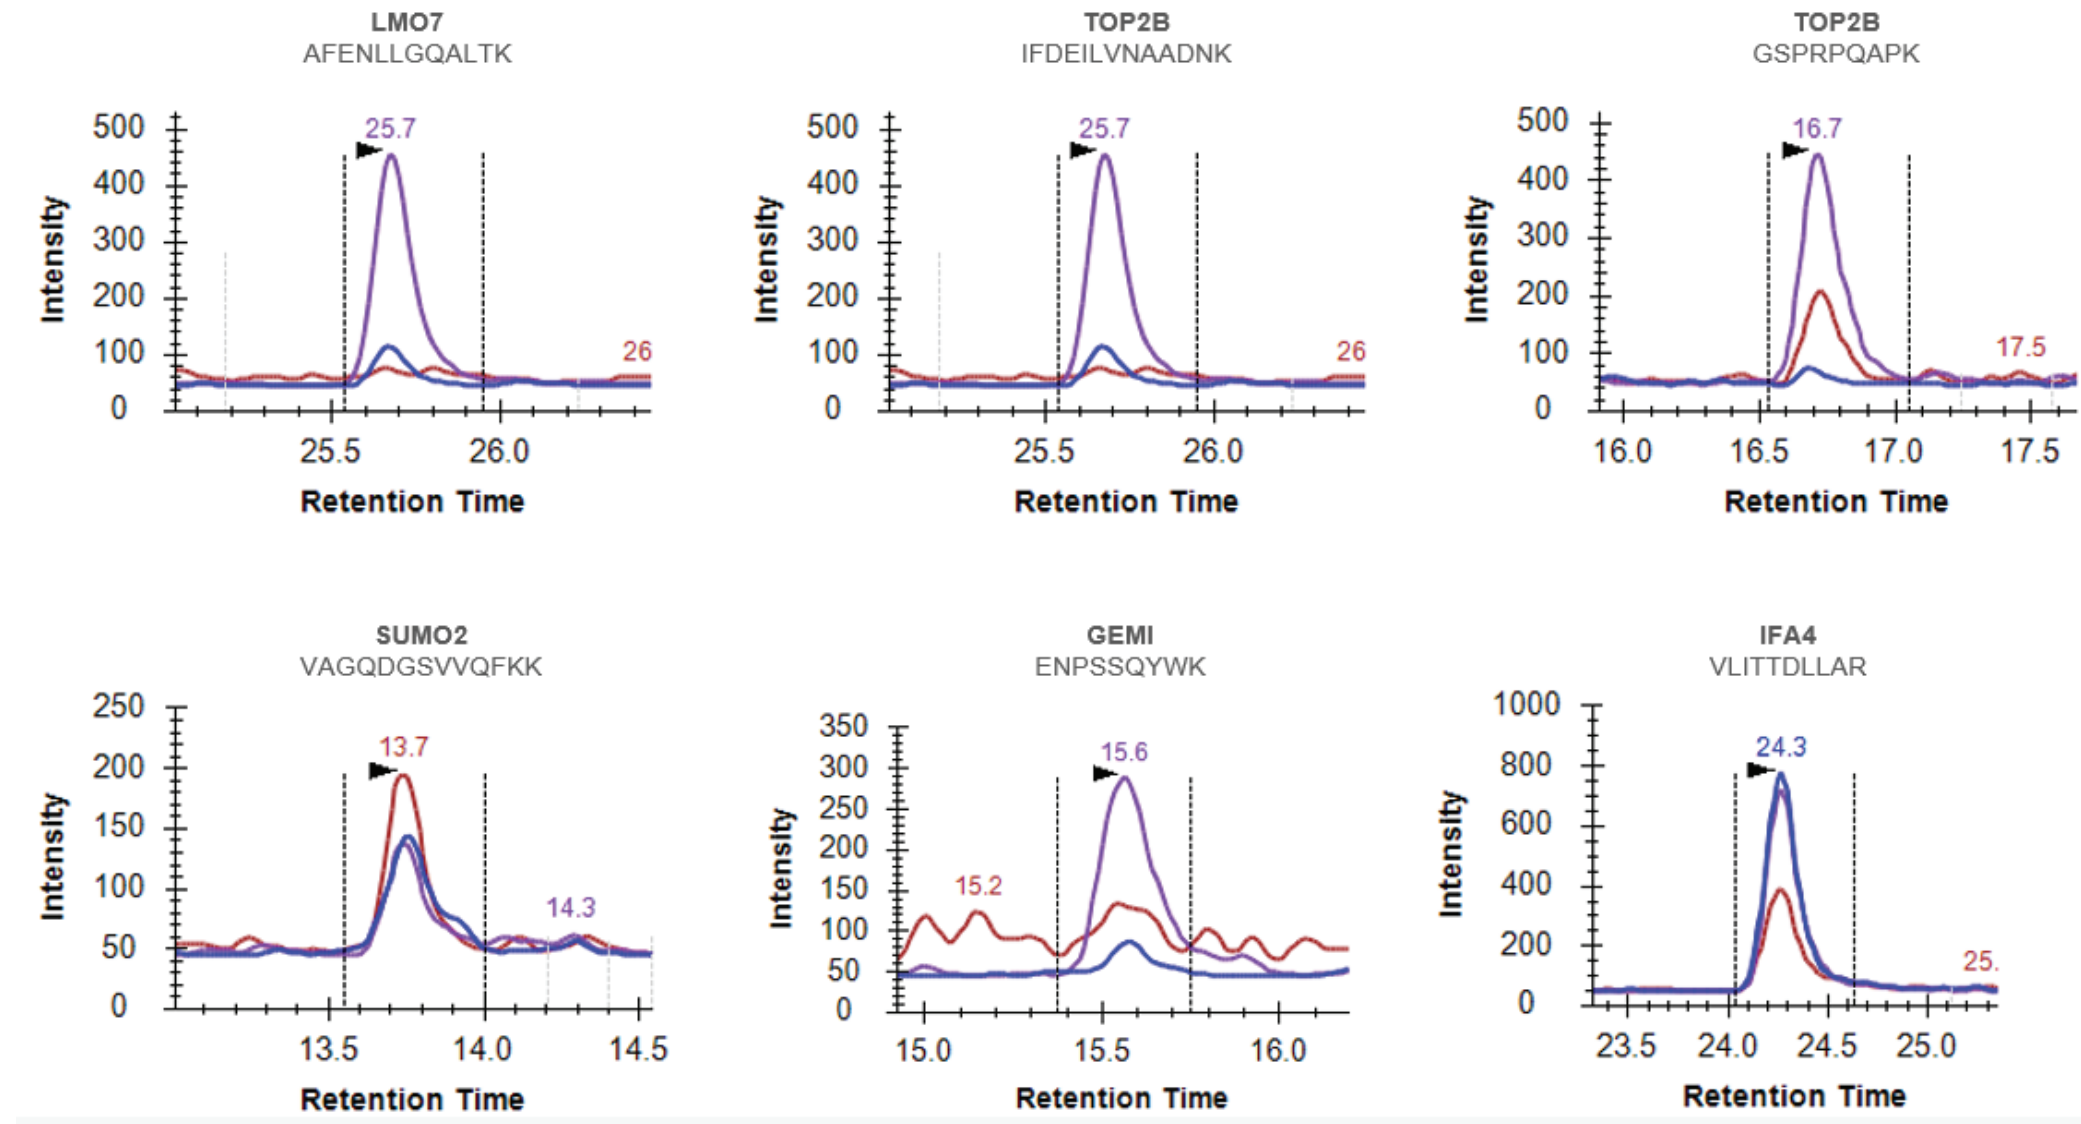 LMO7
AFENLLGQALTK
500
400
300
200
100
0
Intensity
25.7
26
25.5
26.0
Retention Time
TOP2B
IFDEILVNAADNK
500
400
300
200
100
0
Intensity
25.7
26
25.5
26.0
Retention Time
TOP2B
GSPRPQAPK
500
400
300
200
100
0
Intensity
16.7
17.5
16.0
16.5
17.0
17.5
Retention Time
SUMO2
VAGQDGSVVQFKK
250
200
150
100
50
0
Intensity
13.7
14.3
13.5
14.0
14.5
Retention Time
GEMI
ENPSSQYWK
350
300
250
200
150
100
50
0
Intensity
15.2
15.6
15.0
15.5
16.0
Retention Time
IFA4
VLITTDLLAR
1000
800
600
400
200
0
Intensity
24.3
25.
23.5
24.0
24.5
25.0
Retention Time